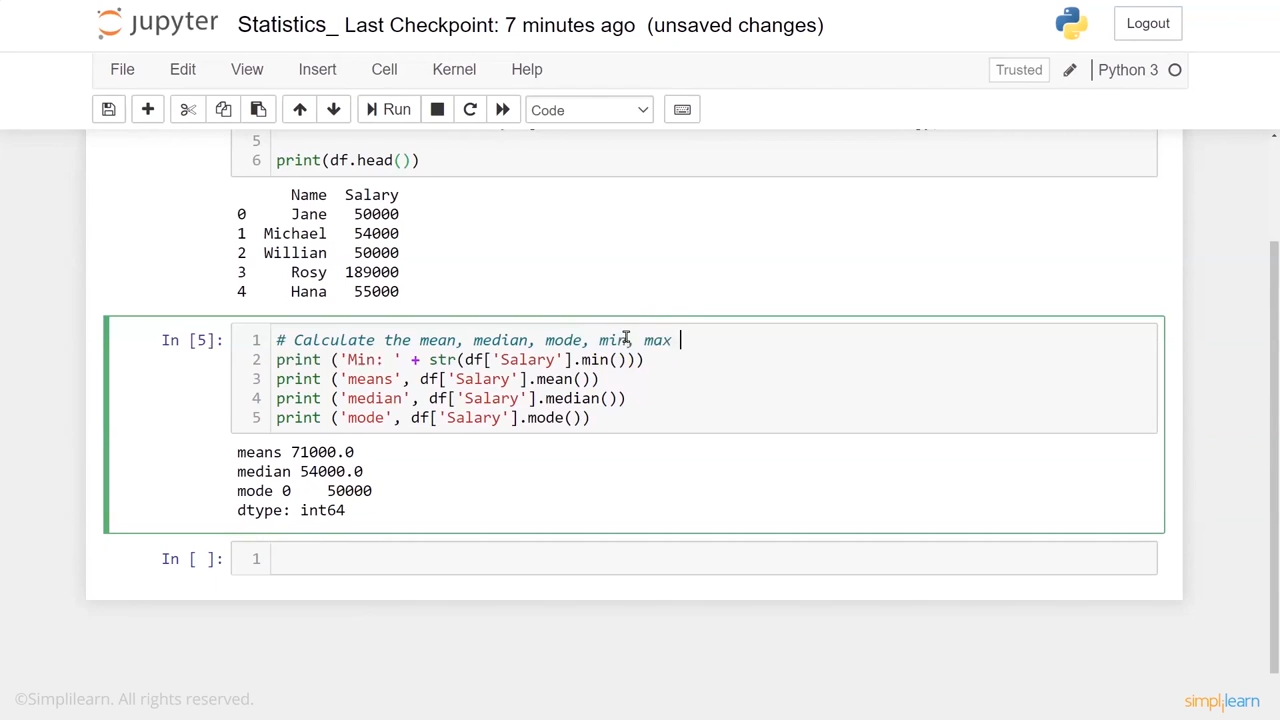 jupyter Statistics_ Last Checkpoint: 7 minutes ago (unsaved changes) Logout
File Edit View Insert Cell Kernel Help Trusted Python 3
Run Code
5
6 print(df.head())
Name Salary
0 Jane 50000
1 Michael 54000
2 Willian 50000
3 Rosy 189000
4 Hana 55000
In [5]: 1 # Calculate the mean, median, mode, min, max
2 print ('Min: ' + str(df['Salary'].min()))
3 print ('means', df['Salary'].mean())
4 print ('median', df['Salary'].median())
5 print ('mode', df['Salary'].mode())
means 71000.0
median 54000.0
mode 0    50000
dtype: int64
In [ ]: 1
©Simplilearn. All rights reserved. simplilearn